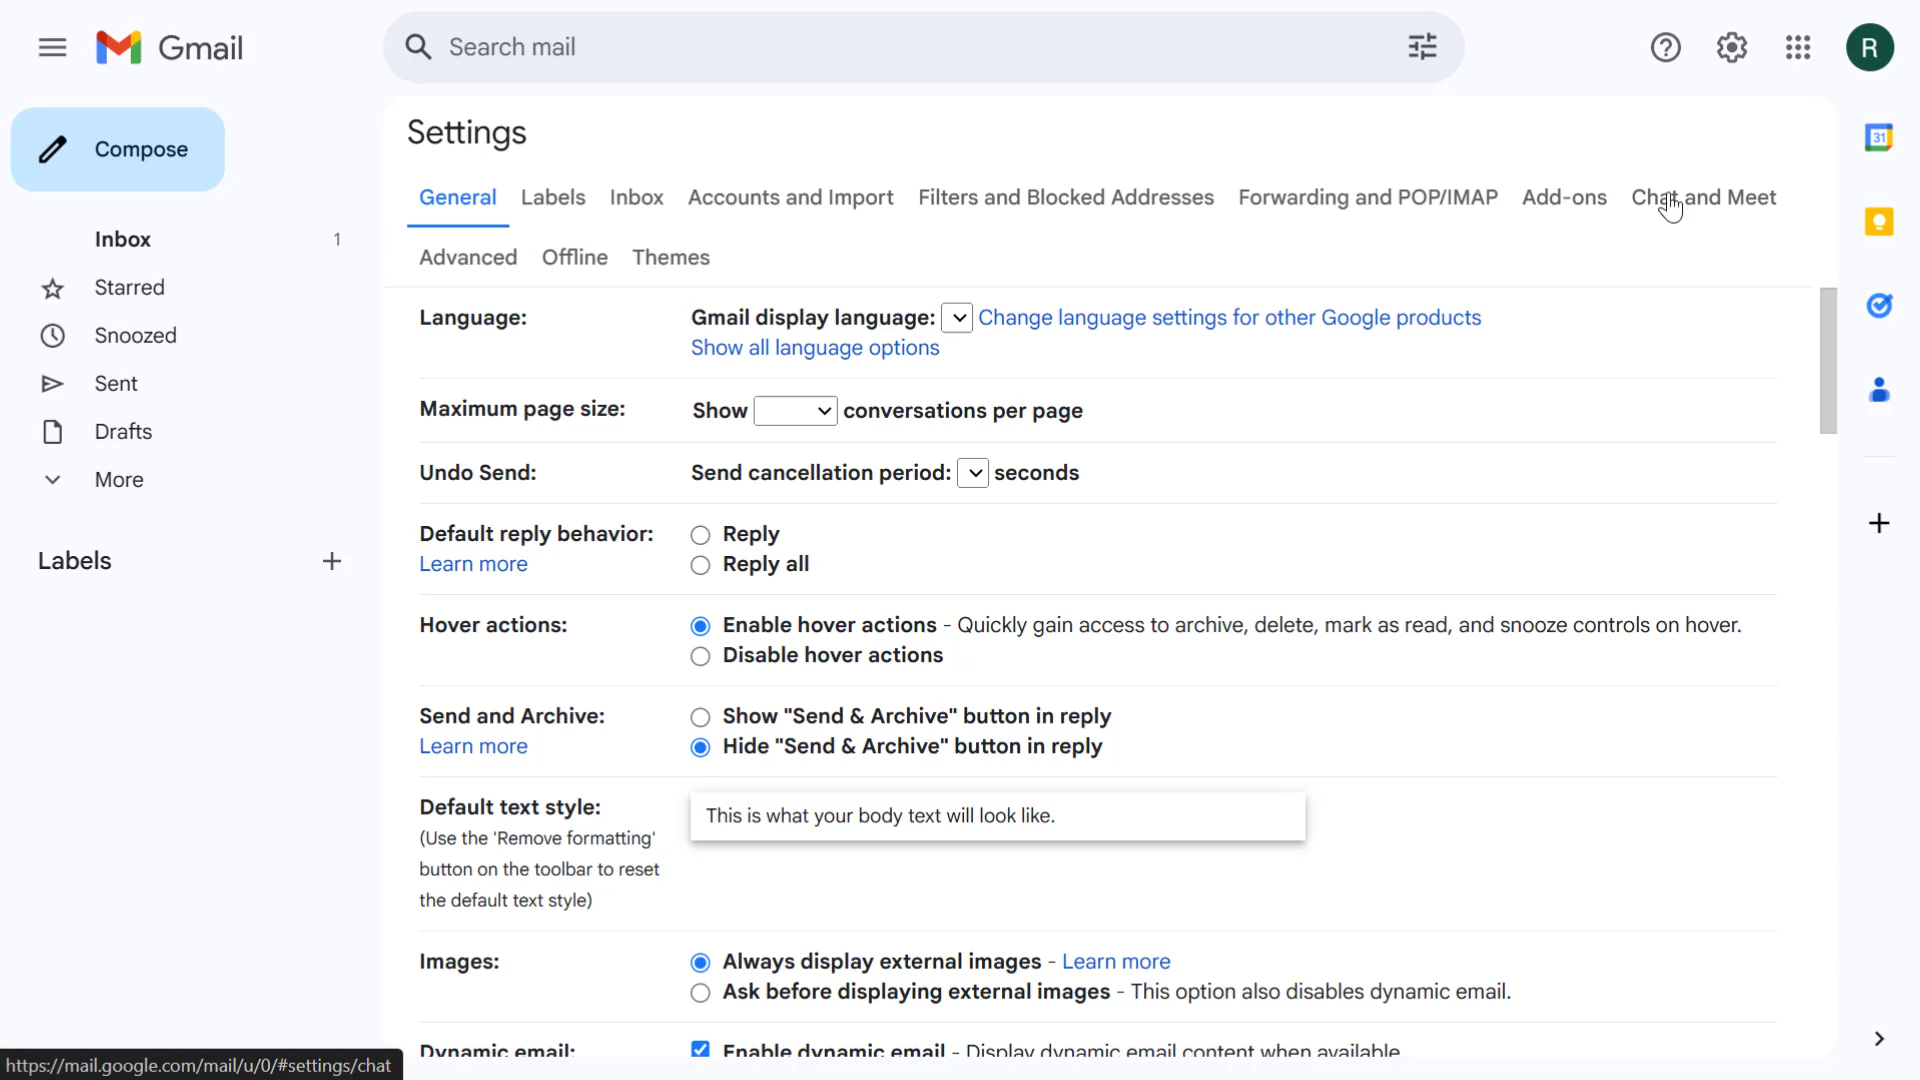 Gmail
Search mail
R
Compose
Inbox 1
Starred
Snoozed
Sent
Drafts
More
Labels
Settings
General Labels Inbox Accounts and Import Filters and Blocked Addresses Forwarding and POP/IMAP Add-ons Chat and Meet
Advanced Offline Themes
Language: Gmail display language: Change language settings for other Google products
Show all language options
Maximum page size: Show conversations per page
Undo Send: Send cancellation period: seconds
Default reply behavior: Reply
Learn more Reply all
Hover actions: Enable hover actions - Quickly gain access to archive, delete, mark as read, and snooze controls on hover.
Disable hover actions
Send and Archive: Show "Send & Archive" button in reply
Learn more Hide "Send & Archive" button in reply
Default text style: This is what your body text will look like.
(Use the 'Remove formatting'
button on the toolbar to reset
the default text style)
Images: Always display external images - Learn more
Ask before displaying external images - This option also disables dynamic email.
Dynamic email: Enable dynamic email - Display dynamic email content when available
31
https://mail.google.com/mail/u/0/#settings/chat